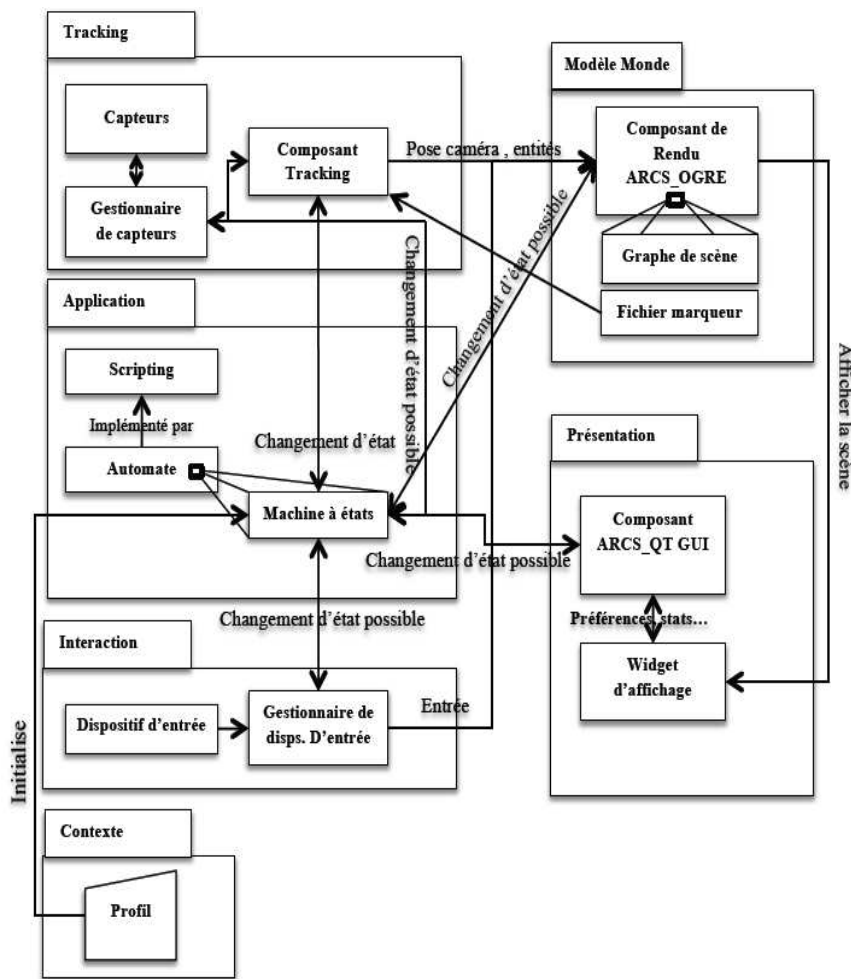 Tracking
Capteurs
Gestionnaire
de capteurs
Composant
Tracking
Pose caméra , entités
Modèle Monde
Composant de
Rendu
ARCS_OGRE
Graphe de scène
Fichier marqueur
Changement d'état possible
Changement d'état possible
Afficher la scène
Application
Scripting
Implémenté par
Automate
Changement d'état
Machine à états
Changement d'état possible
Présentation
Composant
ARCS_QT GUI
Préférences, stats...
Widget
d'affichage
Changement d'état possible
Interaction
Dispositif d'entrée
Gestionnaire de
disps. D'entrée
Entrée
Initialise
Contexte
Profil